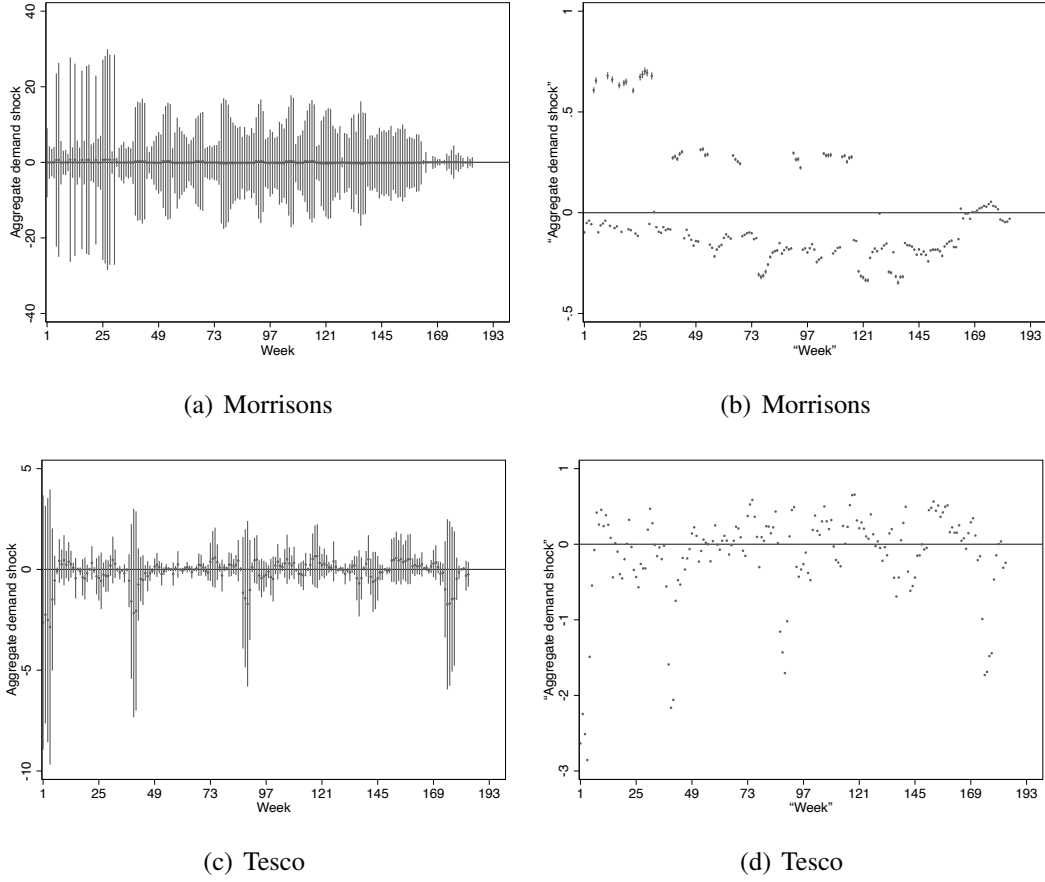 Aggregate demand shock
40
20
0
20
40
1 25 49 73 97 121 145 169 193
Week
(a) Morrisons
“Aggregate demand shock”
1
.5
0
-.5
1 25 49 73 97 121 145 169 193
“Week”
(b) Morrisons
Aggregate demand shock
5
0
-5
-10
1 25 49 73 97 121 145 169 193
Week
(c) Tesco
“Aggregate demand shock”
1
0
-1
-2
-3
1 25 49 73 97 121 145 169 193
“Week”
(d) Tesco